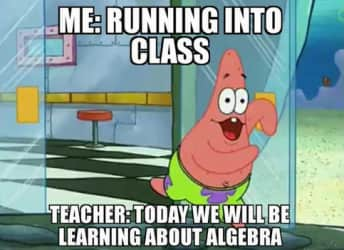 ME: RUNNING INTO
CLASS
TEACHER: TODAY WE WILL BE
LEARNING ABOUT ALGEBRA